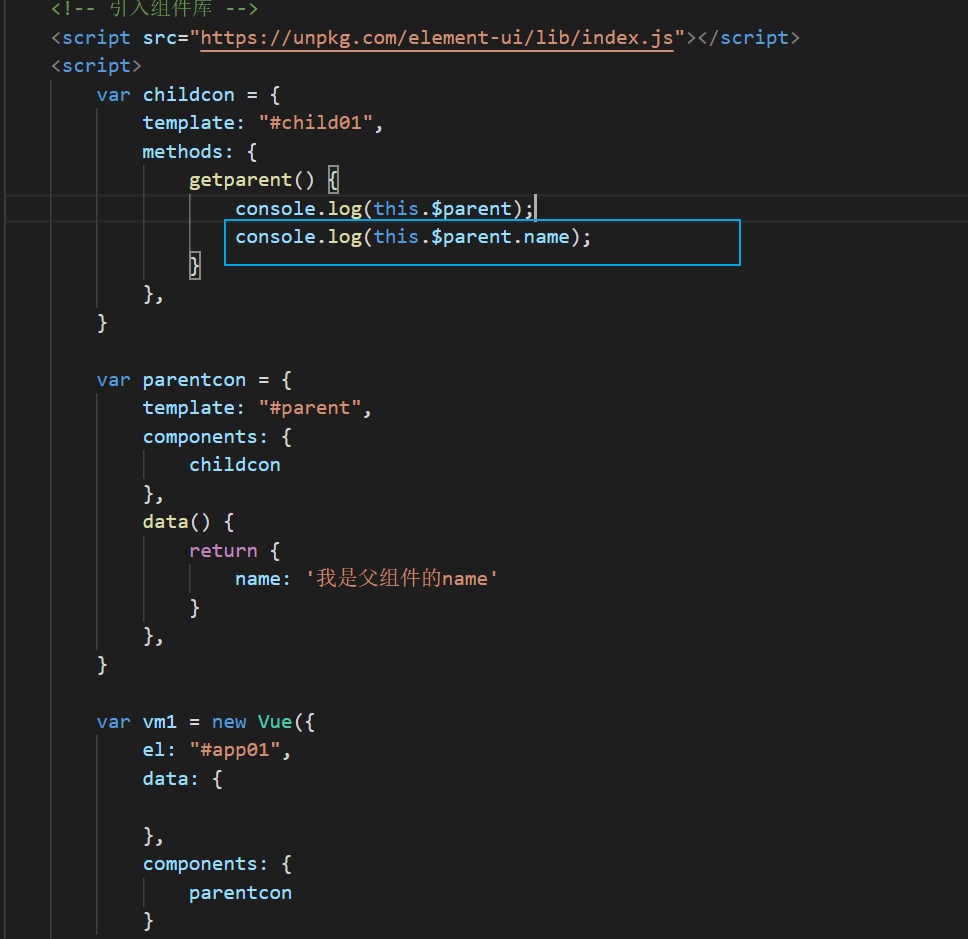 <!-- 引入组件库 -->
<script src="https://unpkg.com/element-ui/lib/index.js"></script>
<script>
    var childcon = {
        template: "#child01",
        methods: {
            getparent() {
                console.log(this.$parent);
                console.log(this.$parent.name);
            }
        },
    }

    var parentcon = {
        template: "#parent",
        components: {
            childcon
        },
        data() {
            return {
                name: '我是父组件的name'
            }
        },
    }

    var vm1 = new Vue({
        el: "#app01",
        data: {

        },
        components: {
            parentcon
        }